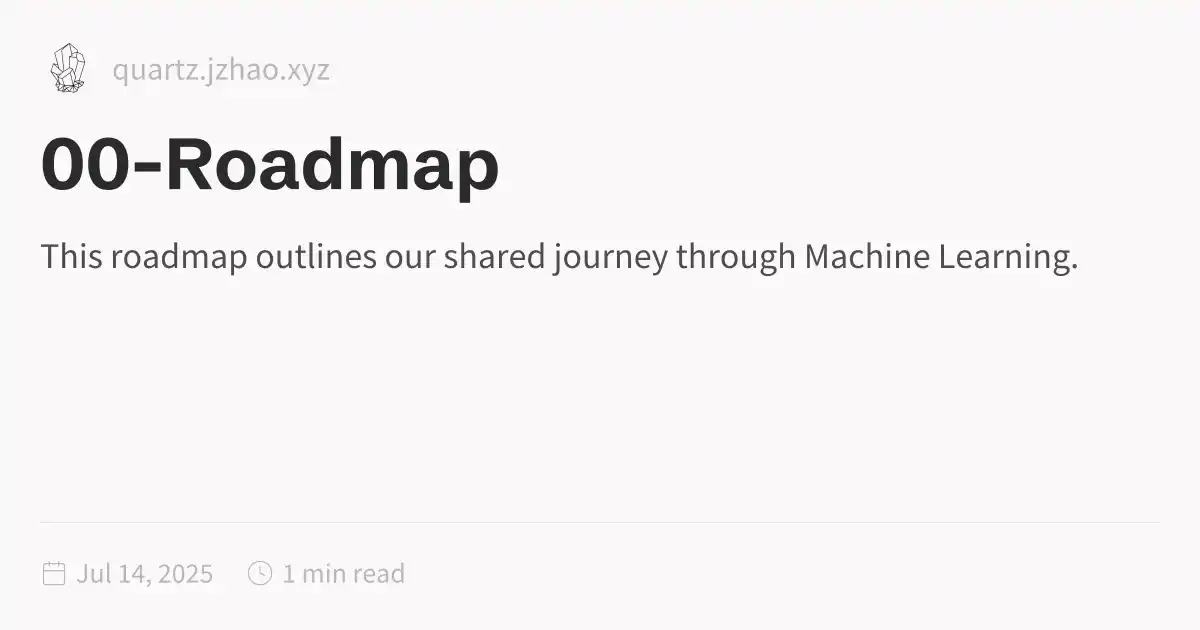 quartz.jzhao.xyz
00-Roadmap
This roadmap outlines our shared journey through Machine Learning.
Jul 14, 2025 1 min read